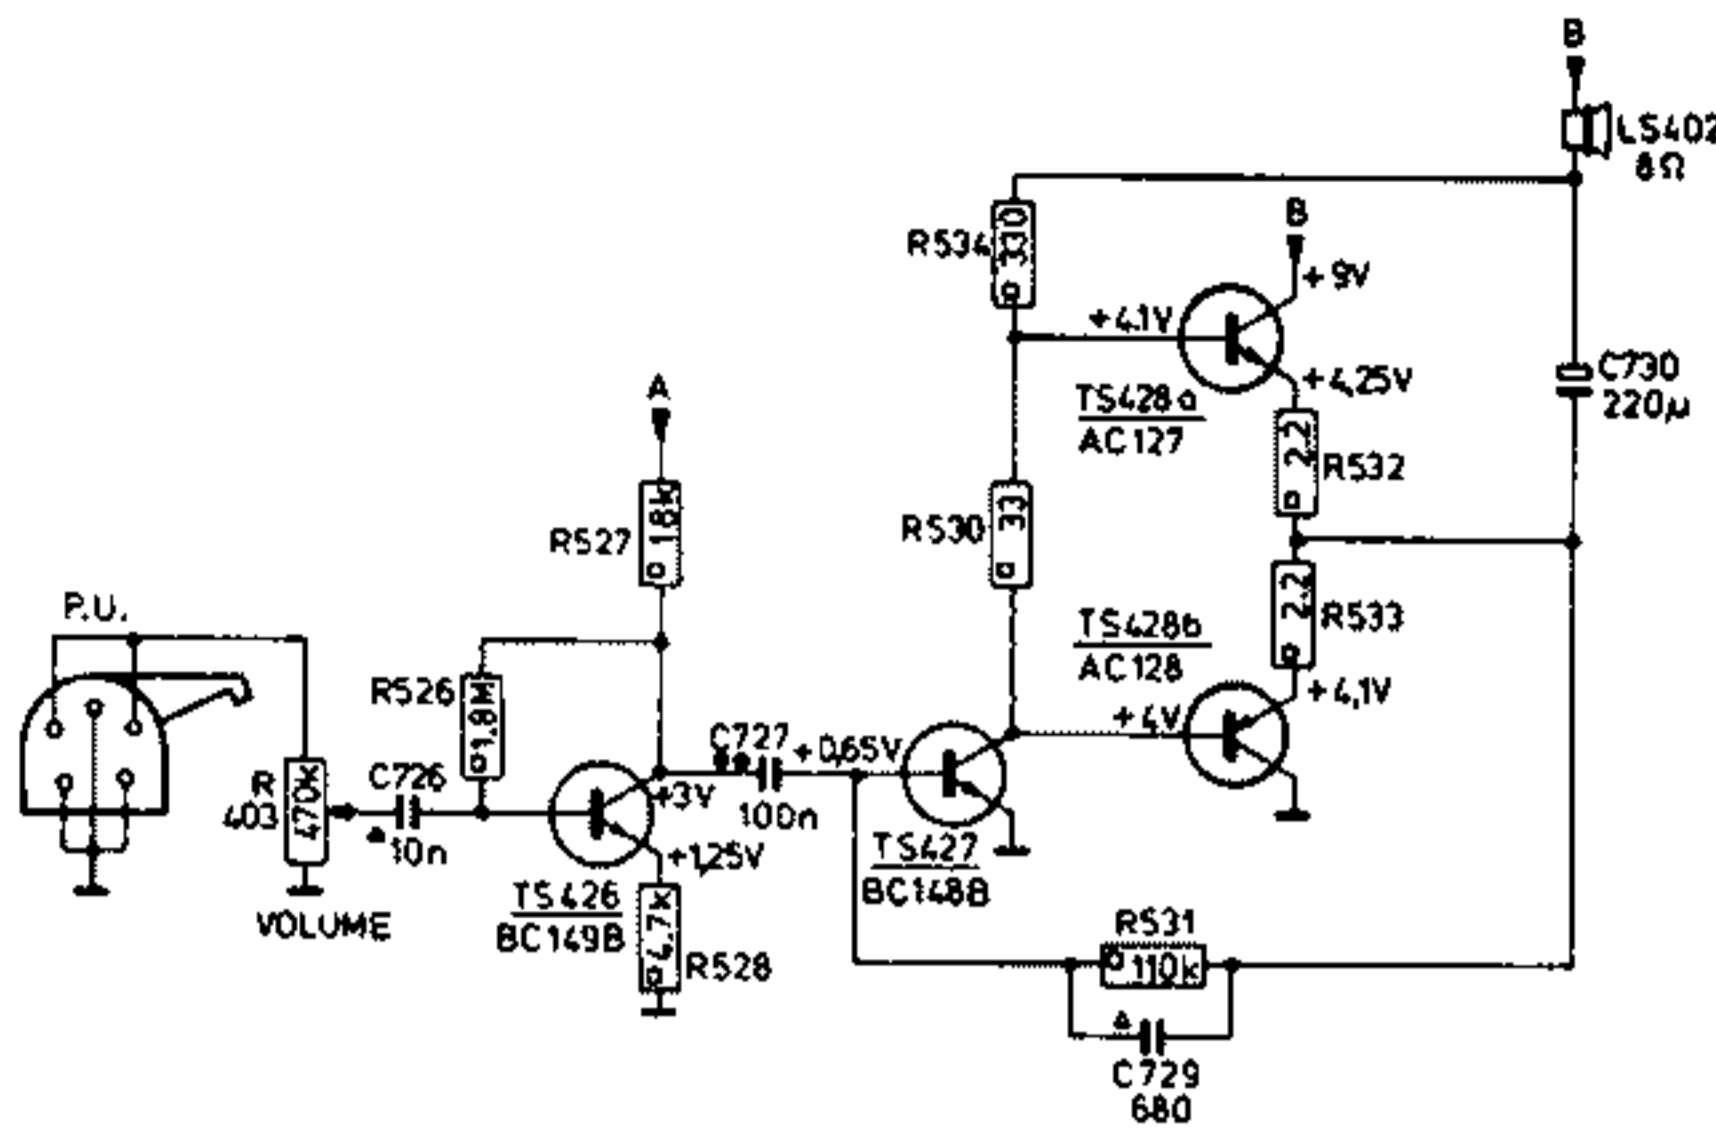 B
LS402
8Ω
R534
330
B
+9V
+4.1V
+4,25V
TS428a
AC127
2.2
R532
C730
220µ
A
R527
18k
R530
33
P.U.
TS428b
AC128
2.2
R533
+4,1V
R526
1.8M
C727
+0,65V
+4V
R
403
470k
C726
10n
+3V
100n
+1,25V
TS427
BC148B
VOLUME
TS426
BC149B
4.7k
R528
R531
110k
C729
680